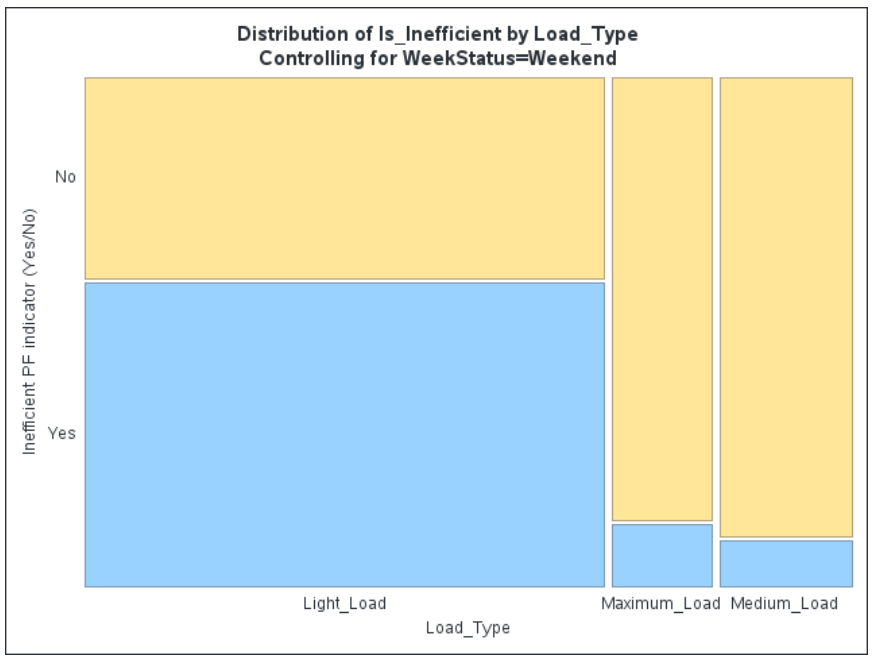 Distribution of Is_Inefficient by Load_Type
Controlling for WeekStatus=Weekend
Inefficient PF indicator (Yes/No)
No
Yes
Light_Load
Maximum_Load
Medium_Load
Load_Type